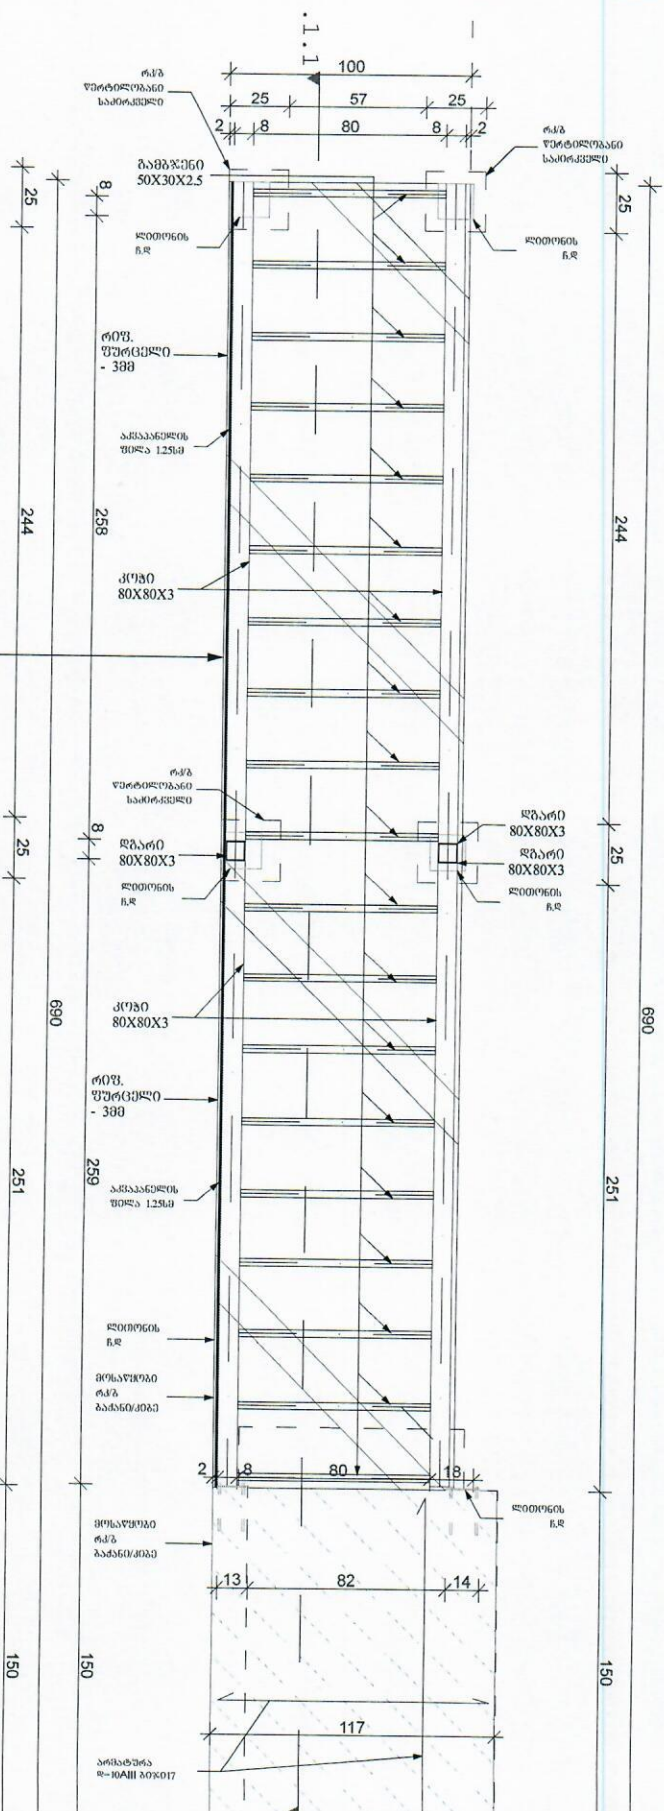 .1.1
100
25
57
25
2
8
80
8
2
რკ/ბ
წერტილოვანი
საძირკველი
რკ/ბ
წერტილოვანი
საძირკველი
გამბჯენი
50X30X2.5
ლითონის
ჩ.დ
ლითონის
ჩ.დ
25
8
25
რიფ.
ფურცელი
- 3მმ
აკვაპანელის
ფილა 1.25სმ
244
258
244
კოჭი
80X80X3
რკ/ბ
წერტილოვანი
საძირკველი
25
8
25
დგარი
80X80X3
ლითონის
ჩ.დ
დგარი
80X80X3
დგარი
80X80X3
ლითონის
ჩ.დ
690
690
კოჭი
80X80X3
რიფ.
ფურცელი
- 3მმ
აკვაპანელის
ფილა 1.25სმ
251
259
251
ლითონის
ჩ.დ
მოსაწყობი
რკ/ბ
ბაქანი/კიბე
2
8
80
18
ლითონის
ჩ.დ
მოსაწყობი
რკ/ბ
ბაქანი/კიბე
13
82
14
150
150
150
117
არმატურა